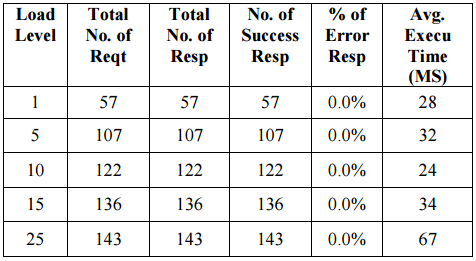 Load Level Total No. of Reqt Total No. of Resp No. of Success Resp % of Error Resp Avg. Execu Time (MS)
1 57 57 57 0.0% 28
5 107 107 107 0.0% 32
10 122 122 122 0.0% 24
15 136 136 136 0.0% 34
25 143 143 143 0.0% 67